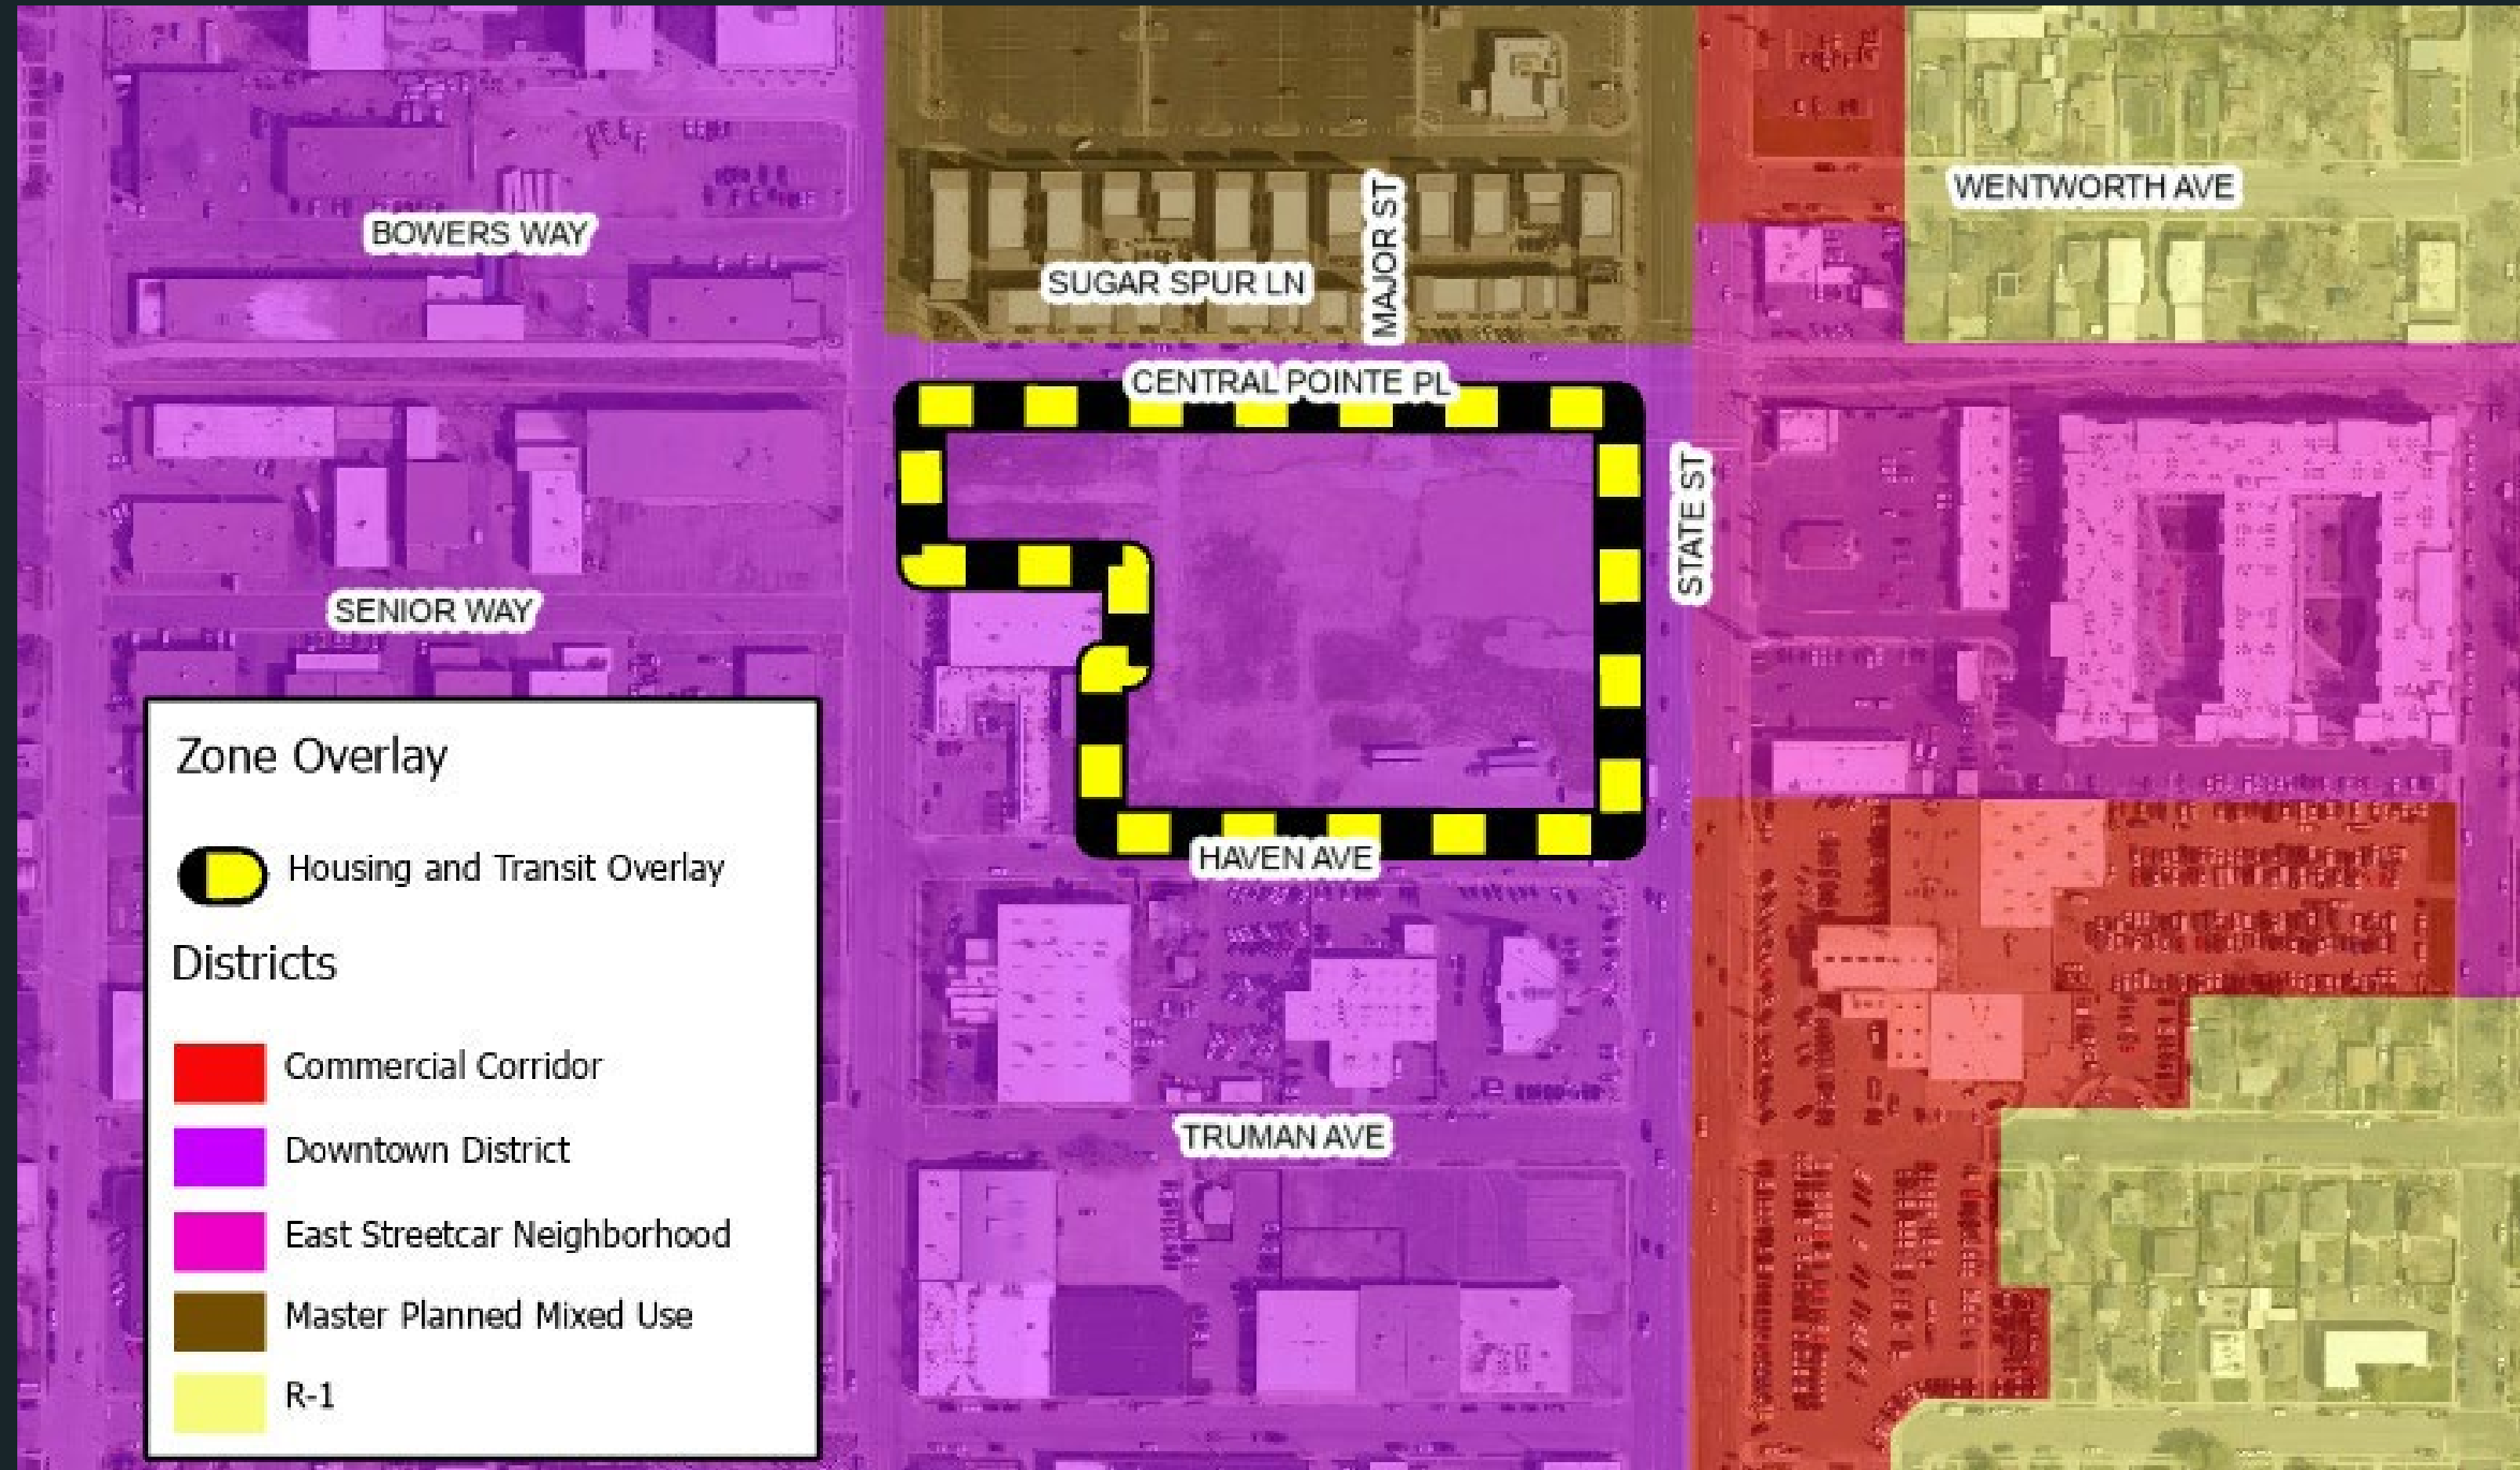 WENTWORTH AVE
BOWERS WAY
MAJOR ST
SUGAR SPUR LN
CENTRAL POINTE PL
STATE ST
SENIOR WAY
HAVEN AVE
TRUMAN AVE
Zone Overlay
Housing and Transit Overlay
Districts
Commercial Corridor
Downtown District
East Streetcar Neighborhood
Master Planned Mixed Use
R-1